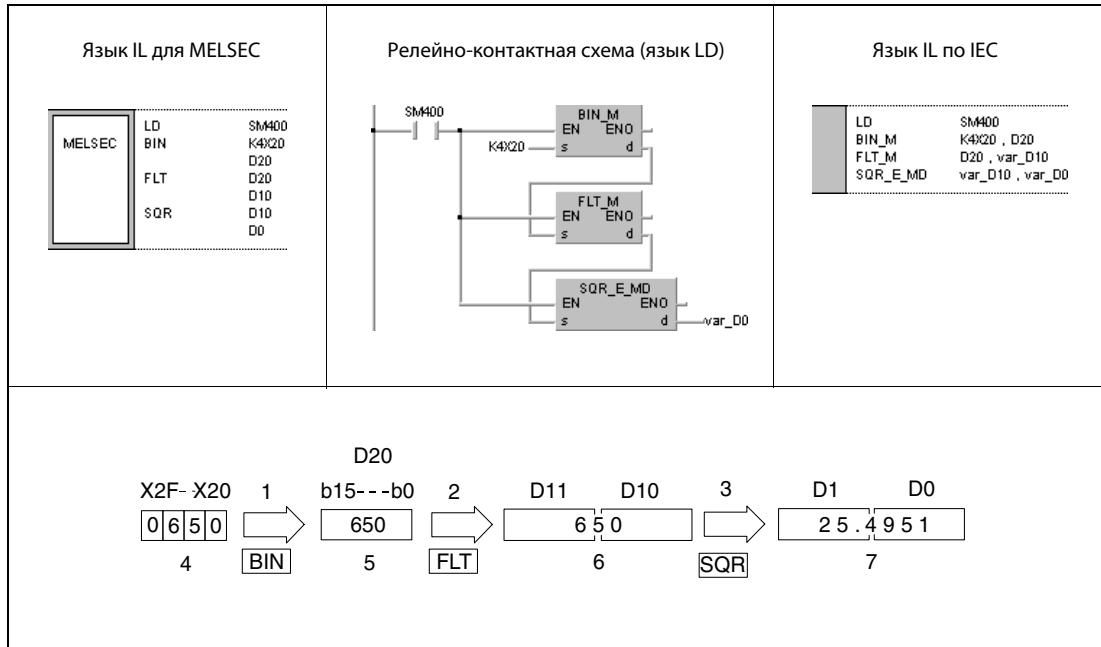 Язык IL для MELSEC
MELSEC
LD SM400
BIN K4X20
D20
FLT D20
D10
SQR D10
D0
Релейно-контактная схема (язык LD)
SM400
BIN_M
EN ENO
K4X20 s d
FLT_M
EN ENO
s d
SQR_E_MD
EN ENO
s d var_D0
Язык IL по IEC
LD SM400
BIN_M K4X20 , D20
FLT_M D20 , var_D10
SQR_E_MD var_D10 , var_D0
D20
X2F- -X20 1 b15---b0 2 D11 D10 3 D1 D0
0 6 5 0 650 6 5 0 2 5 . 4 9 5 1
4 BIN 5 FLT 6 SQR 7